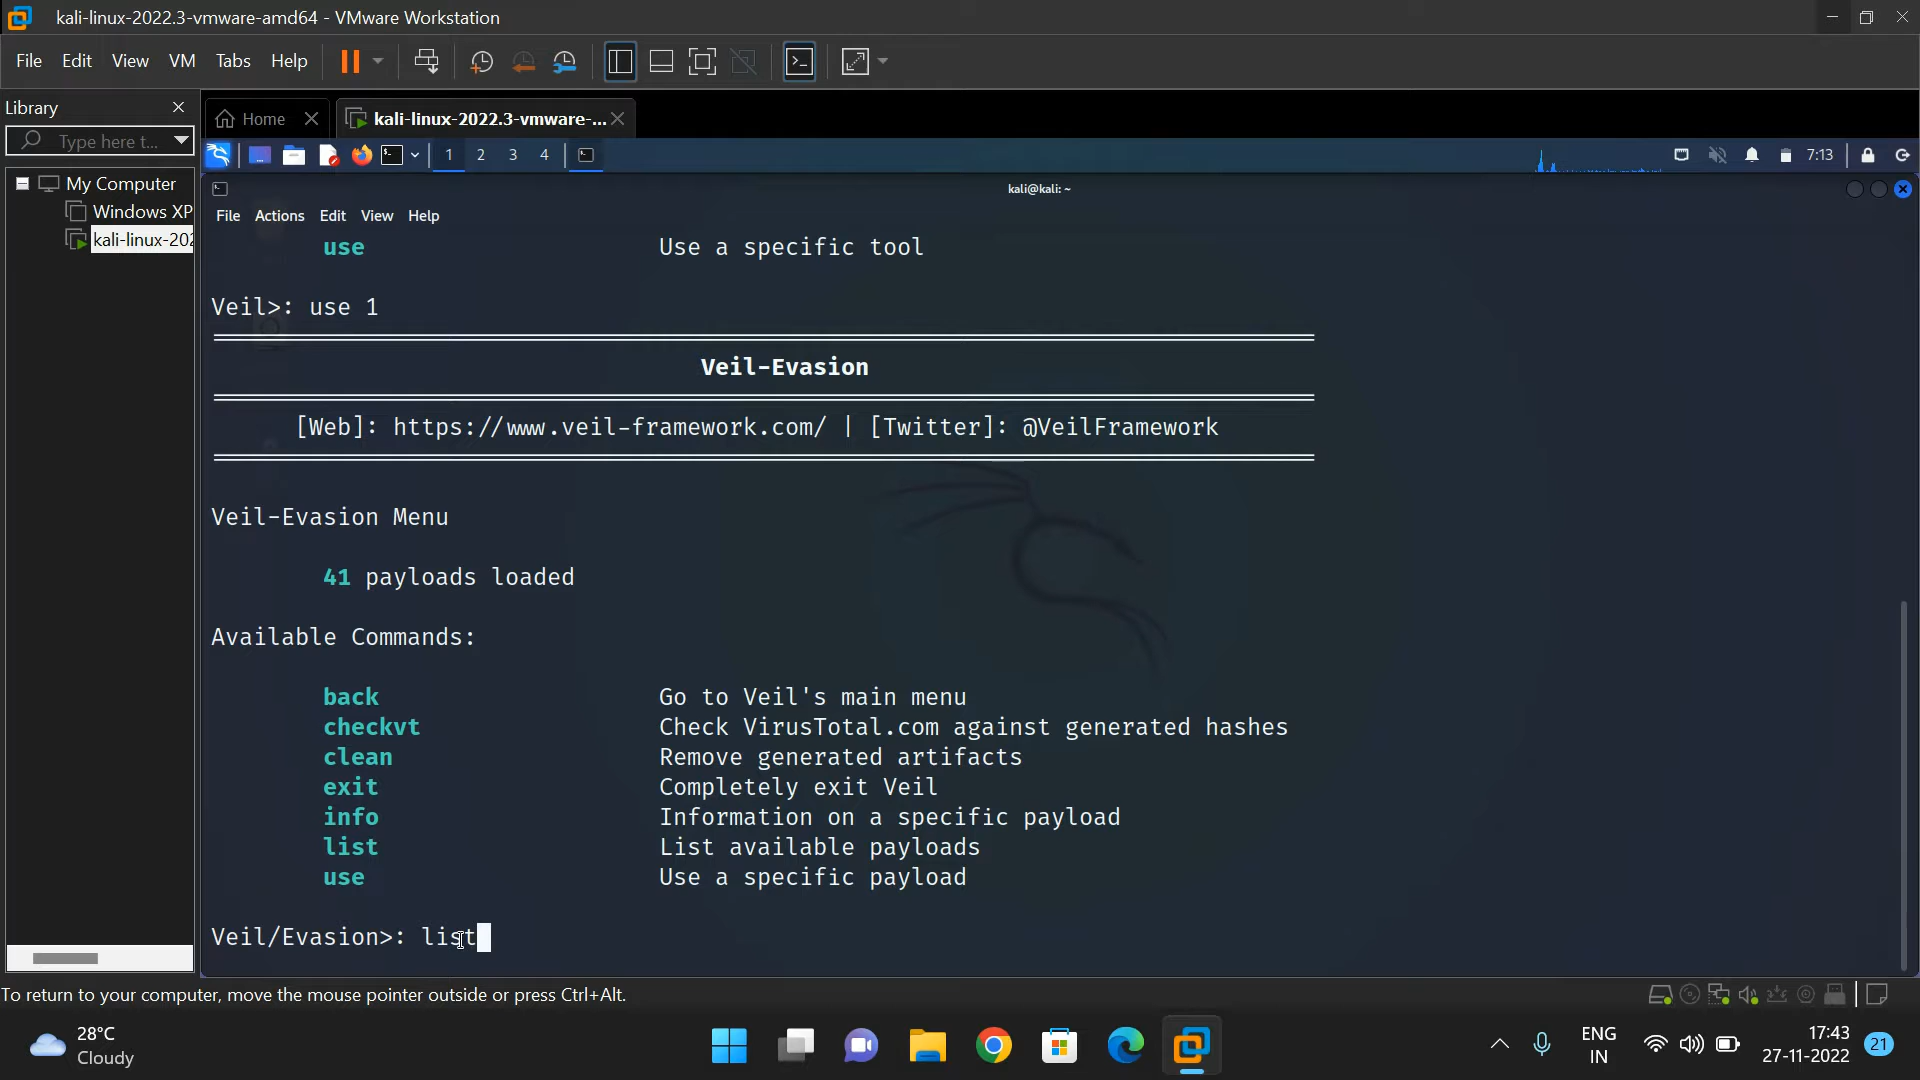 kali-linux-2022.3-vmware-amd64 - VMware Workstation
File Edit View VM Tabs Help
Library
Home
kali-linux-2022.3-vmware-...
Type here t...
1 2 3 4
7:13
My Computer
Windows XP
kali-linux-202
kali@kali: ~
File Actions Edit View Help
use Use a specific tool
Veil>: use 1
Veil-Evasion
[Web]: https://www.veil-framework.com/ | [Twitter]: @VeilFramework
Veil-Evasion Menu
41 payloads loaded
Available Commands:
back Go to Veil's main menu
checkvt Check VirusTotal.com against generated hashes
clean Remove generated artifacts
exit Completely exit Veil
info Information on a specific payload
list List available payloads
use Use a specific payload
Veil/Evasion>: list
To return to your computer, move the mouse pointer outside or press Ctrl+Alt.
28°C
Cloudy
ENG
IN
17:43
27-11-2022
21